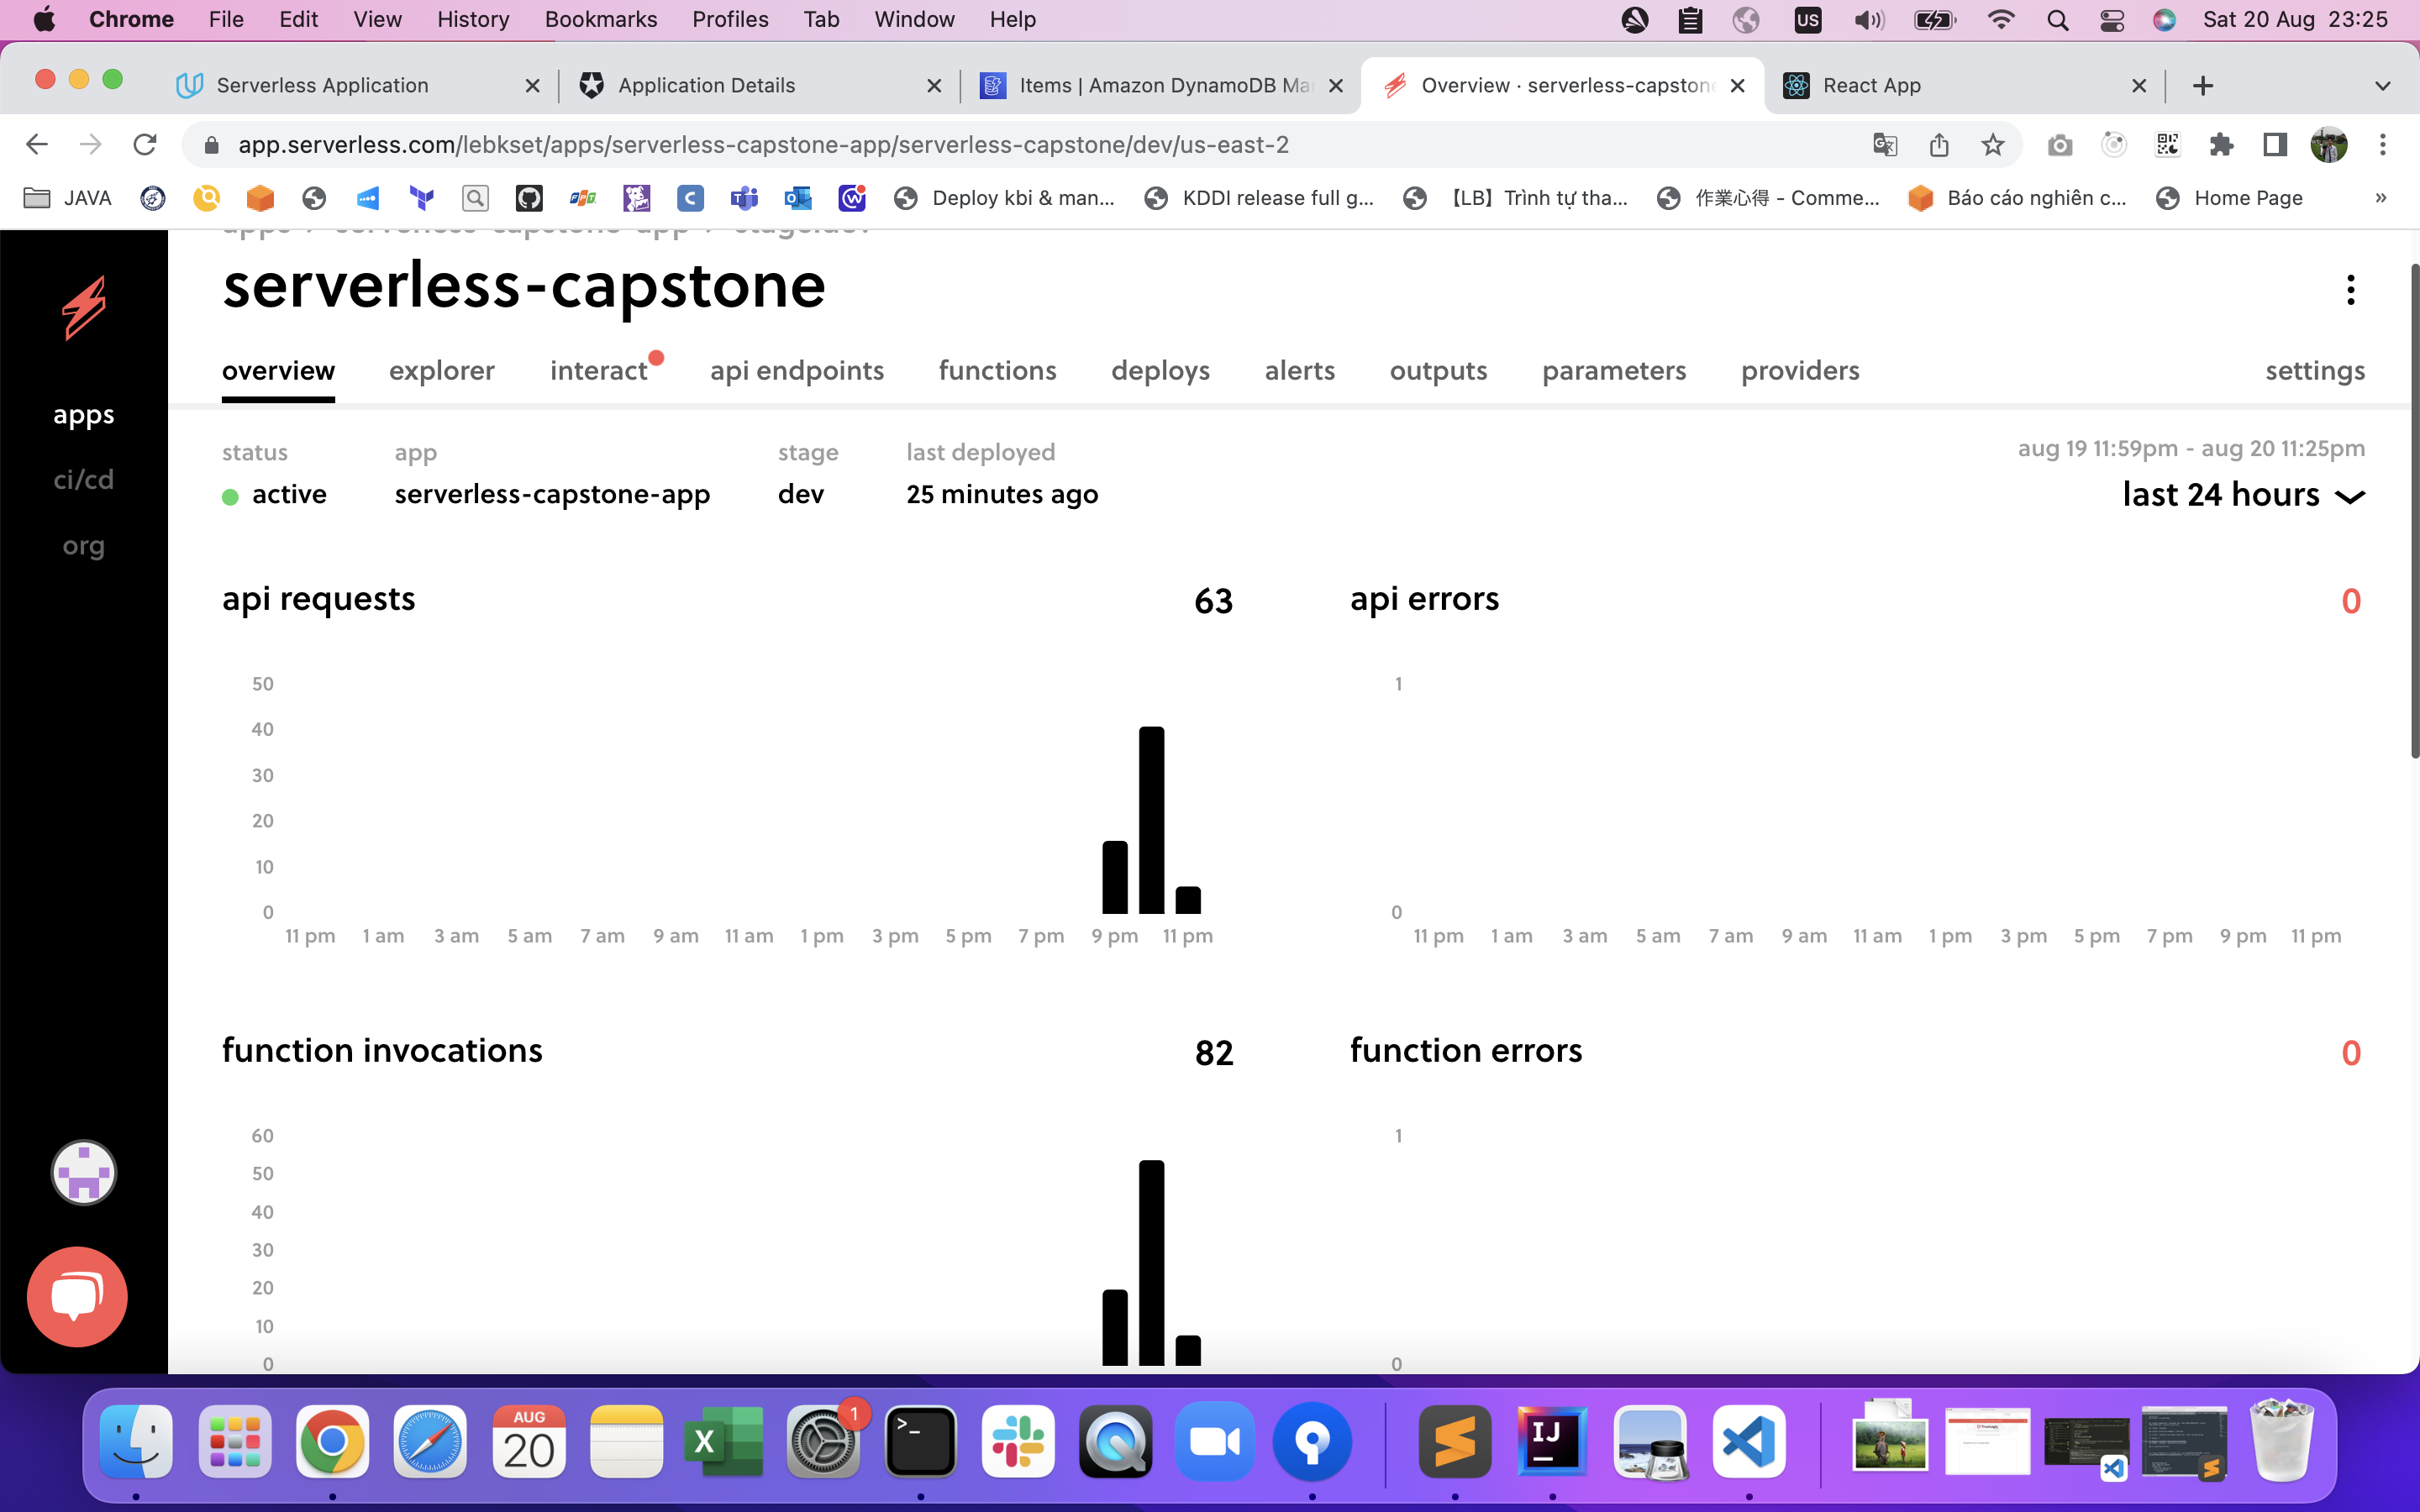 Chrome File Edit View History Bookmarks Profiles Tab Window Help US Sat 20 Aug 23:25
Serverless Application Application Details Items | Amazon DynamoDB Ma Overview · serverless-capston React App
app.serverless.com/lebkset/apps/serverless-capstone-app/serverless-capstone/dev/us-east-2
JAVA Deploy kbi & man... KDDI release full g... 【LB】Trình tự tha... 作業心得 - Comme... Báo cáo nghiên c... Home Page »
serverless-capstone
overview explorer interact api endpoints functions deploys alerts outputs parameters providers settings
apps
ci/cd
org
status app stage last deployed aug 19 11:59pm - aug 20 11:25pm
active serverless-capstone-app dev 25 minutes ago last 24 hours
api requests 63 api errors 0
50 1
40
30
20
10
0 0
11 pm 1 am 3 am 5 am 7 am 9 am 11 am 1 pm 3 pm 5 pm 7 pm 9 pm 11 pm 11 pm 1 am 3 am 5 am 7 am 9 am 11 am 1 pm 3 pm 5 pm 7 pm 9 pm 11 pm
function invocations 82 function errors 0
60 1
50
40
30
20
10
0 0
AUG
20
X
1
>_
IJ